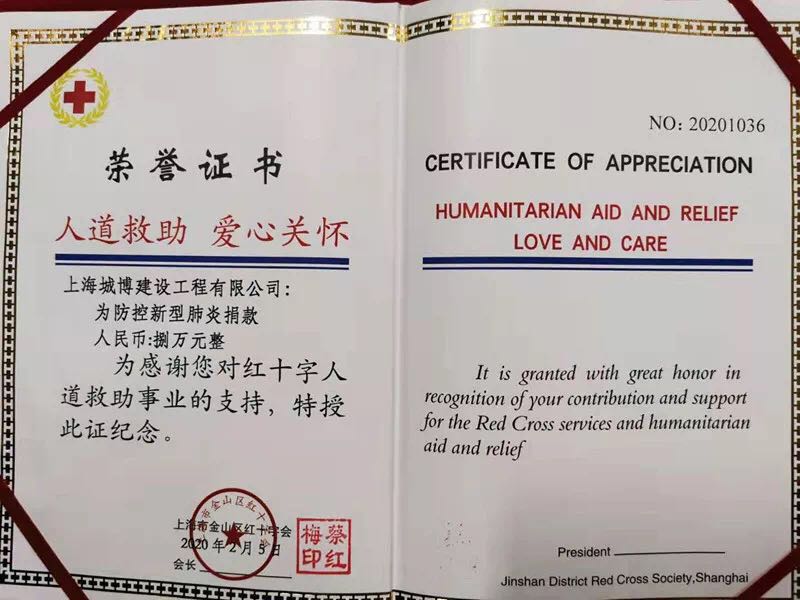 荣誉证书
人道救助 爱心关怀
上海城博建设工程有限公司：
为防控新型肺炎捐款
人民币:捌万元整
为感谢您对红十字人
道救助事业的支持，特授
此证纪念。
上海市金山区红十字会
2020年2月5日
会长
蔡红
梅印
NO: 20201036
CERTIFICATE OF APPRECIATION
HUMANITARIAN AID AND RELIEF
LOVE AND CARE
It is granted with great honor in
recognition of your contribution and support
for the Red Cross services and humanitarian
aid and relief
President
Jinshan District Red Cross Society,Shanghai